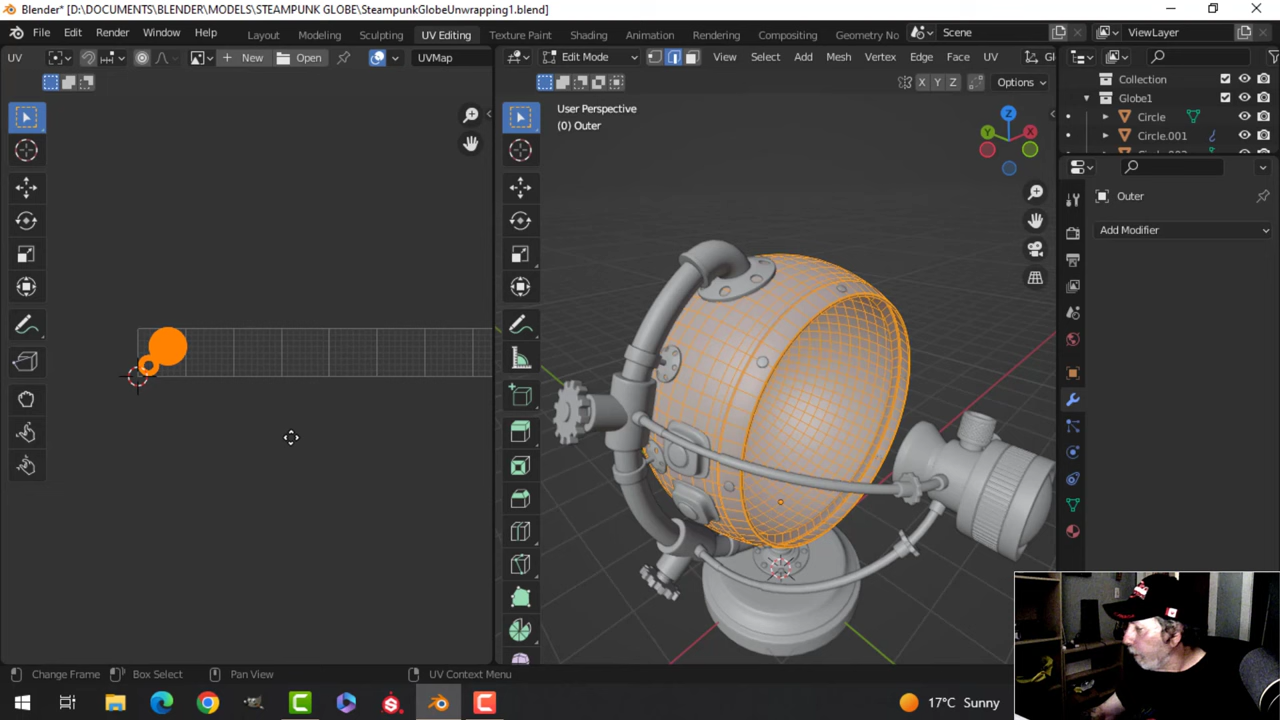 Blender* [D:\DOCUMENTS\BLENDER\MODELS\STEAMPUNK GLOBE\SteampunkGlobeUnwrapping1.blend]
File Edit Render Window Help Layout Modeling Sculpting UV Editing Texture Paint Shading Animation Rendering Compositing Geometry No Scene ViewLayer
UV New Open UVMap Edit Mode View Select Add Mesh Vertex Edge Face UV Gl
X Y Z Options
Collection
Globe1
Circle
Circle.001
User Perspective
(0) Outer
Z
Y X
Outer
Add Modifier
Change Frame Box Select Pan View UV Context Menu
17°C Sunny